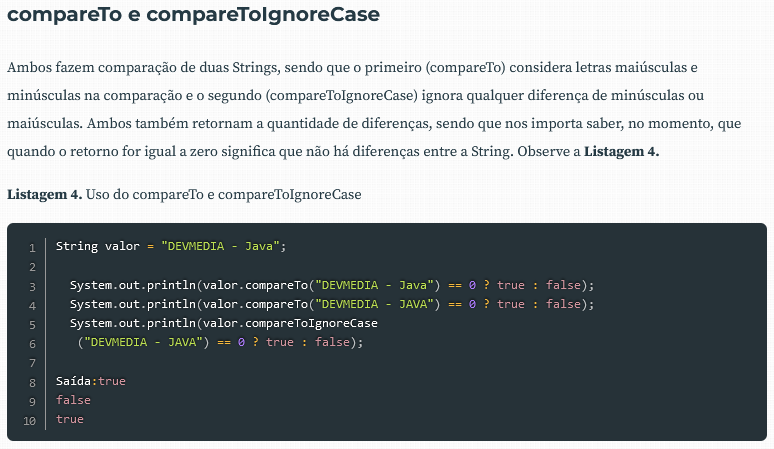 compareTo e compareToIgnoreCase
Ambos fazem comparação de duas Strings, sendo que o primeiro (compareTo) considera letras maiúsculas e
minúsculas na comparação e o segundo (compareToIgnoreCase) ignora qualquer diferença de minúsculas ou
maiúsculas. Ambos também retornam a quantidade de diferenças, sendo que nos importa saber, no momento, que
quando o retorno for igual a zero significa que não há diferenças entre a String. Observe a Listagem 4.
Listagem 4. Uso do compareTo e compareToIgnoreCase
1 String valor = "DEVMEDIA - Java";
2
3 System.out.println(valor.compareTo("DEVMEDIA - Java") == 0 ? true : false);
4 System.out.println(valor.compareTo("DEVMEDIA - JAVA") == 0 ? true : false);
5 System.out.println(valor.compareToIgnoreCase
6 ("DEVMEDIA - JAVA") == 0 ? true : false);
7
8 Saída:true
9 false
10 true